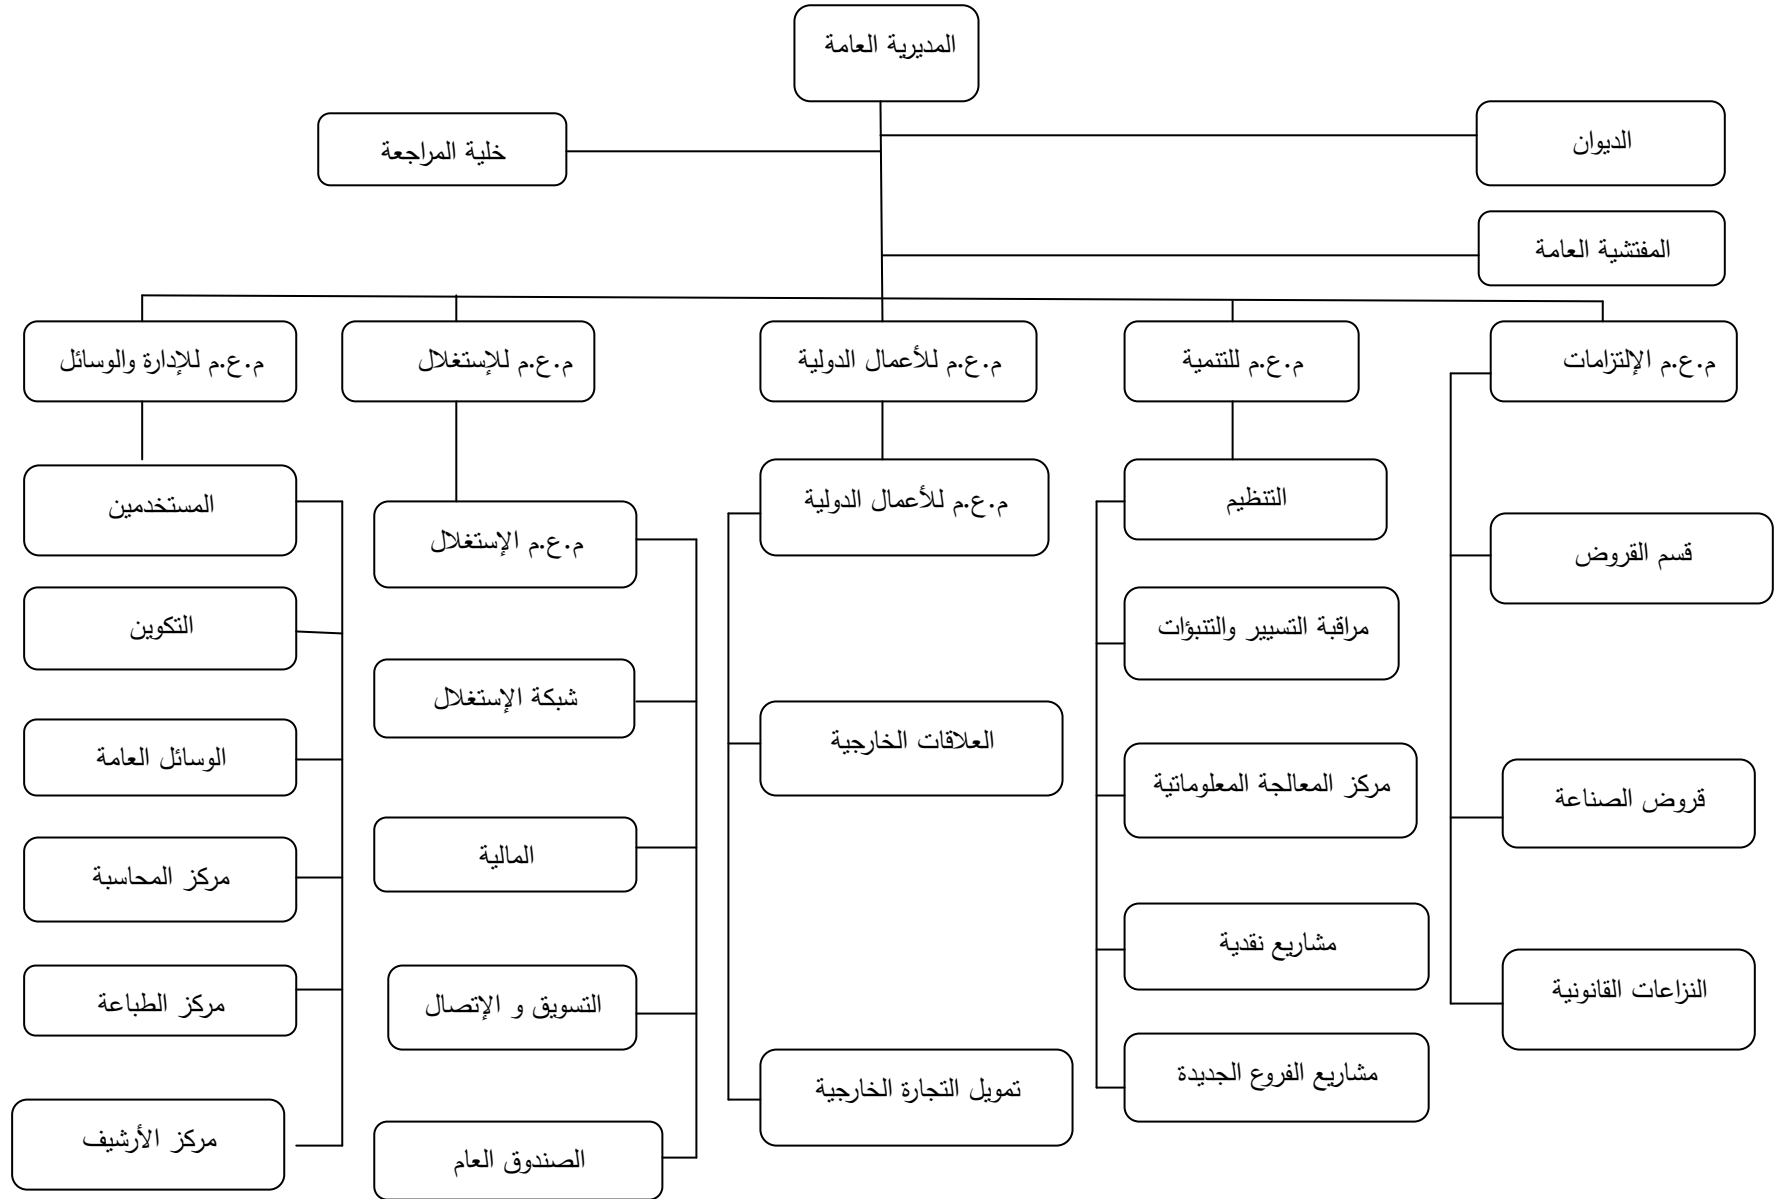 المديرية العامة
الديوان
خلية المراجعة
المفتشية العامة
م.ع.م الإلتزامات
م.ع.م للتنمية
م.ع.م للأعمال الدولية
م.ع.م للإستغلال
م.ع.م للإدارة والوسائل
قسم القروض
قروض الصناعة
النزاعات القانونية
التنظيم
مراقبة التسيير والتنبؤات
مركز المعالجة المعلوماتية
مشاريع نقدية
مشاريع الفروع الجديدة
م.ع.م للأعمال الدولية
العلاقات الخارجية
تمويل التجارة الخارجية
م.ع.م الإستغلال
شبكة الإستغلال
المالية
التسويق و الإتصال
الصندوق العام
المستخدمين
التكوين
الوسائل العامة
مركز المحاسبة
مركز الطباعة
مركز الأرشيف